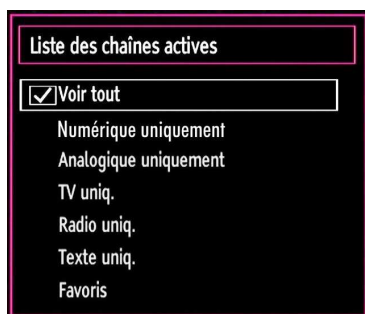 Liste des chaînes actives
Voir tout
Numérique uniquement
Analogique uniquement
TV uniq.
Radio uniq.
Texte uniq.
Favoris